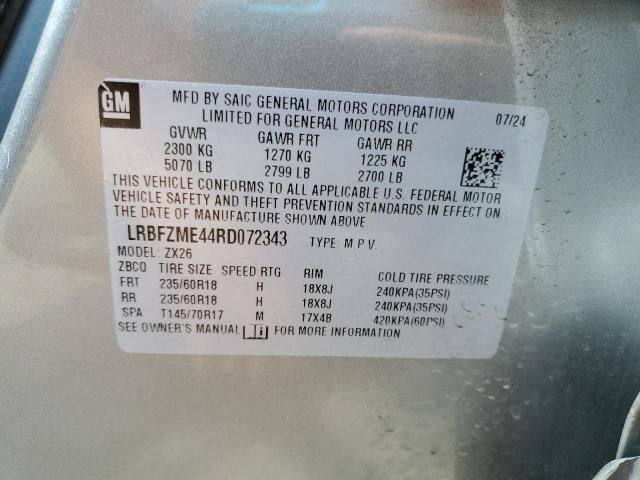 GM
MFD BY SAIC GENERAL MOTORS CORPORATION 07/24
LIMITED FOR GENERAL MOTORS LLC
GVWR GAWR FRT GAWR RR
2300 KG 1270 KG 1225 KG
5070 LB 2799 LB 2700 LB
THIS VEHICLE CONFORMS TO ALL APPLICABLE U.S. FEDERAL MOTOR
VEHICLE SAFETY AND THEFT PREVENTION STANDARDS IN EFFECT ON
THE DATE OF MANUFACTURE SHOWN ABOVE
LRBFZME44RD072343 TYPE: M.P.V.
MODEL: ZX26
ZBCO TIRE SIZE SPEED RTG RIM COLD TIRE PRESSURE
FRT 235/60R18 H 18X8J 240KPA(35PSI)
RR 235/60R18 H 18X8J 240KPA(35PSI)
SPA T145/70R17 M 17X4B 420KPA(60PSI)
SEE OWNER'S MANUAL FOR MORE INFORMATION